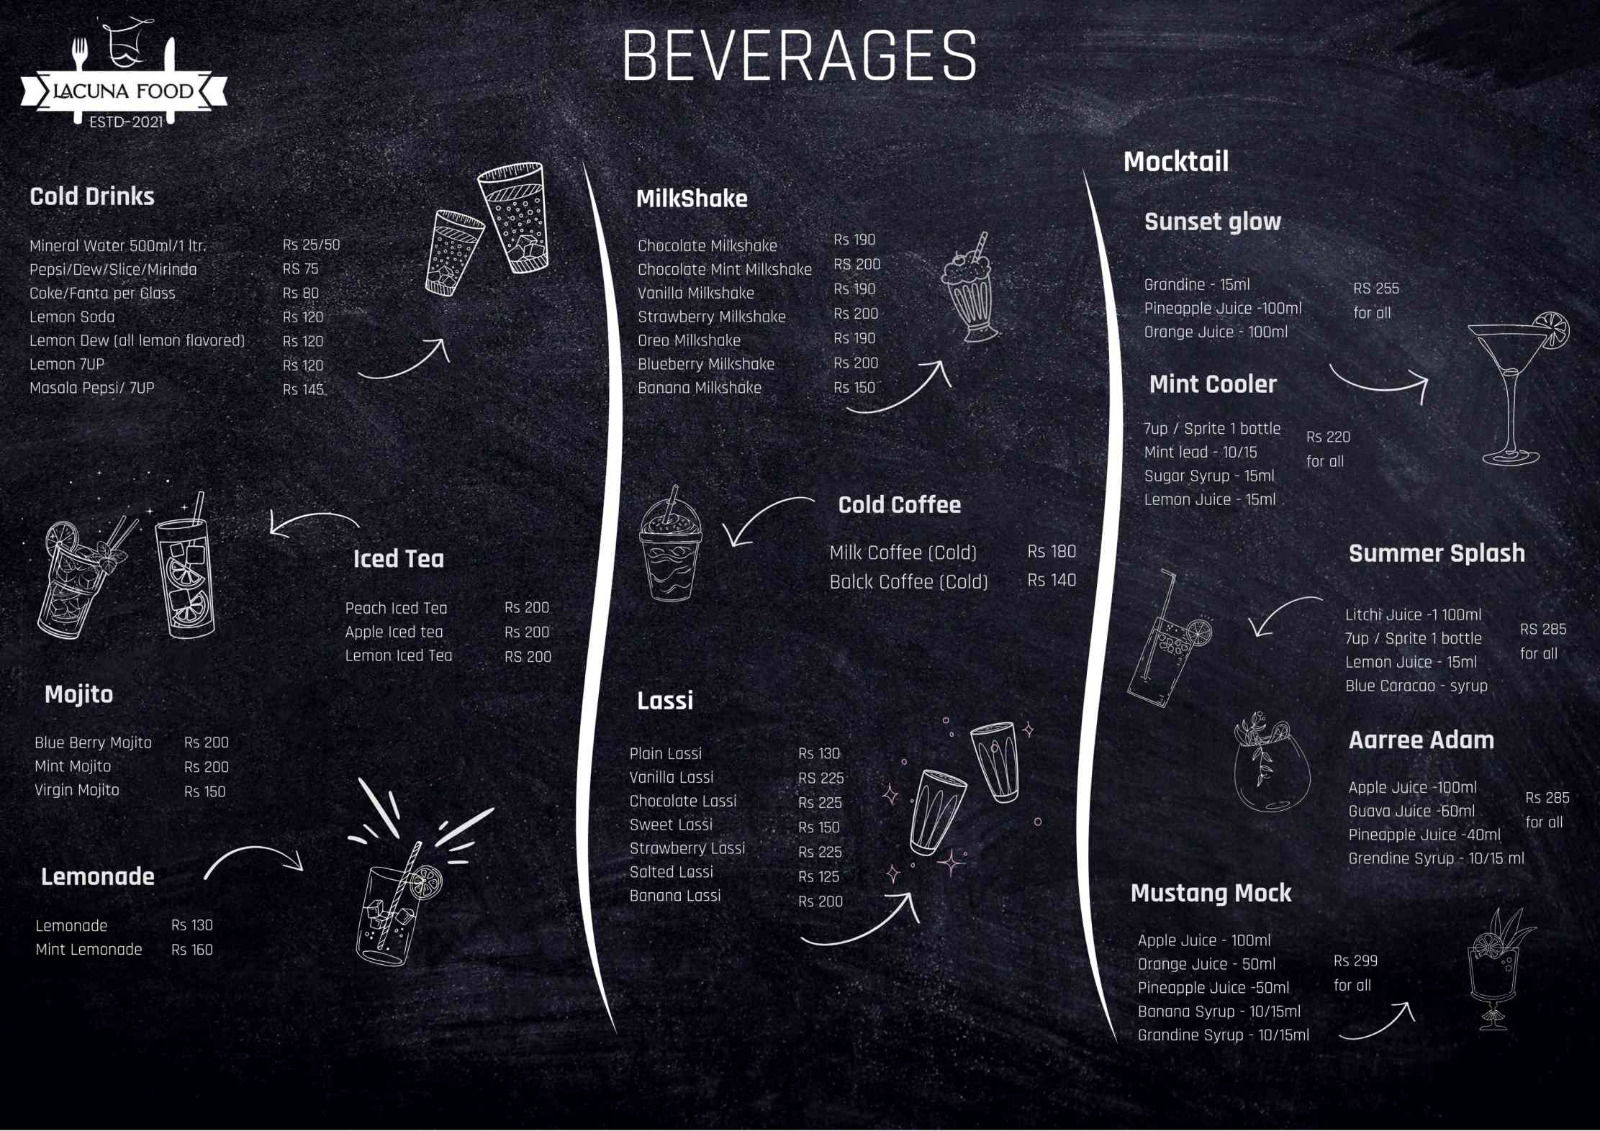 LACUNA FOOD
ESTD-2021
BEVERAGES
Cold Drinks
Mineral Water 500ml/1 ltr. Rs 25/50
Pepsi/Dew/Slice/Mirinda RS 75
Coke/Fanta per Glass Rs 80
Lemon Soda Rs 120
Lemon Dew (all lemon flavored) Rs 120
Lemon 7UP Rs 120
Masala Pepsi/ 7UP Rs 145
Iced Tea
Peach Iced Tea Rs 200
Apple Iced tea Rs 200
Lemon Iced Tea RS 200
Mojito
Blue Berry Mojito Rs 200
Mint Mojito Rs 200
Virgin Mojito Rs 150
Lemonade
Lemonade Rs 130
Mint Lemonade Rs 160
MilkShake
Chocolate Milkshake Rs 190
Chocolate Mint Milkshake RS 200
Vanilla Milkshake Rs 190
Strawberry Milkshake Rs 200
Oreo Milkshake Rs 190
Blueberry Milkshake Rs 200
Banana Milkshake Rs 150
Cold Coffee
Milk Coffee (Cold) Rs 180
Balck Coffee (Cold) Rs 140
Lassi
Plain Lassi Rs 130
Vanilla Lassi RS 225
Chocolate Lassi Rs 225
Sweet Lassi Rs 150
Strawberry Lassi Rs 225
Salted Lassi Rs 125
Banana Lassi Rs 200
Mocktail
Sunset glow
Grandine - 15ml
Pineapple Juice -100ml
Orange Juice - 100ml
RS 255
for all
Mint Cooler
7up / Sprite 1 bottle
Mint lead - 10/15
Sugar Syrup - 15ml
Lemon Juice - 15ml
Rs 220
for all
Summer Splash
Litchi Juice -1 100ml
7up / Sprite 1 bottle
Lemon Juice - 15ml
Blue Caracao - syrup
RS 285
for all
Aarree Adam
Apple Juice -100ml
Guava Juice -60ml
Pineapple Juice -40ml
Grendine Syrup - 10/15 ml
Rs 285
for all
Mustang Mock
Apple Juice - 100ml
Orange Juice - 50ml
Pineapple Juice -50ml
Banana Syrup - 10/15ml
Grandine Syrup - 10/15ml
Rs 299
for all